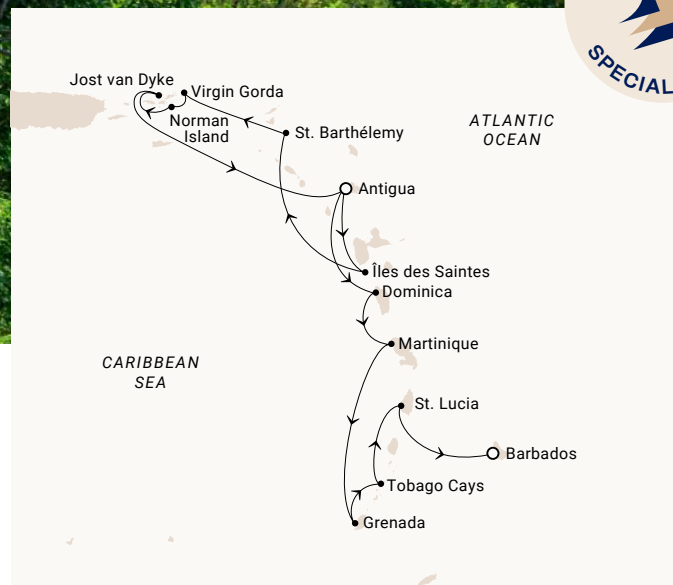 SPECIAL
Jost van Dyke
Virgin Gorda
Norman
Island
St. Barthélemy
ATLANTIC
OCEAN
Antigua
Îles des Saintes
Dominica
Martinique
CARIBBEAN
SEA
St. Lucia
Barbados
Tobago Cays
Grenada